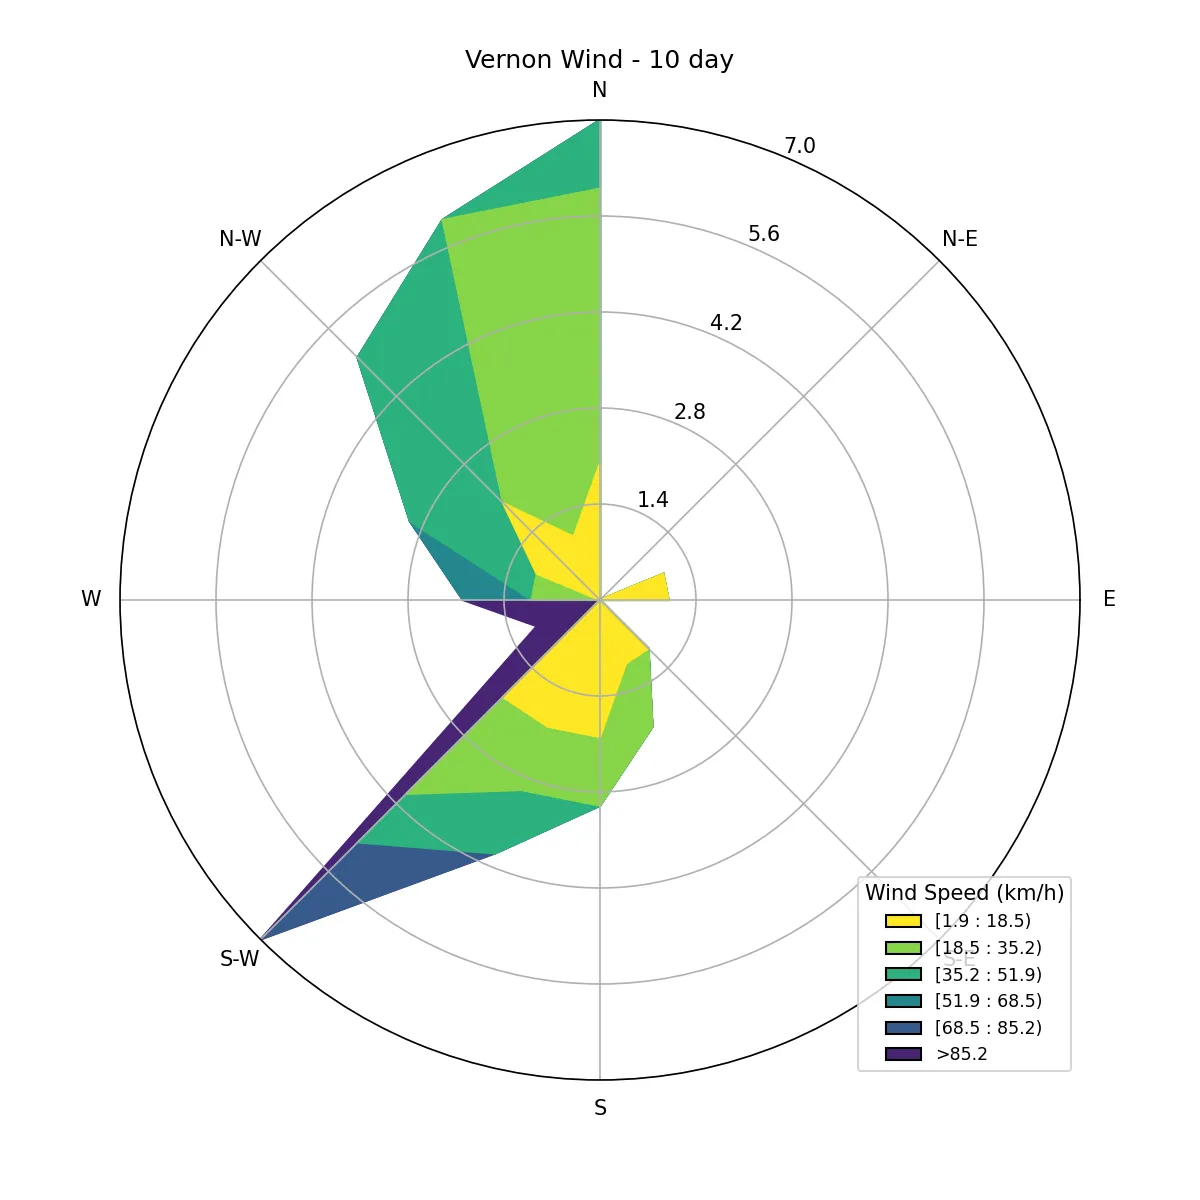 Vernon Wind - 10 day
N
7.0
N-W
5.6
N-E
4.2
2.8
1.4
W
E
S-W
S-E
S
Wind Speed (km/h)
[1.9 : 18.5)
[18.5 : 35.2)
[35.2 : 51.9)
[51.9 : 68.5)
[68.5 : 85.2)
>85.2